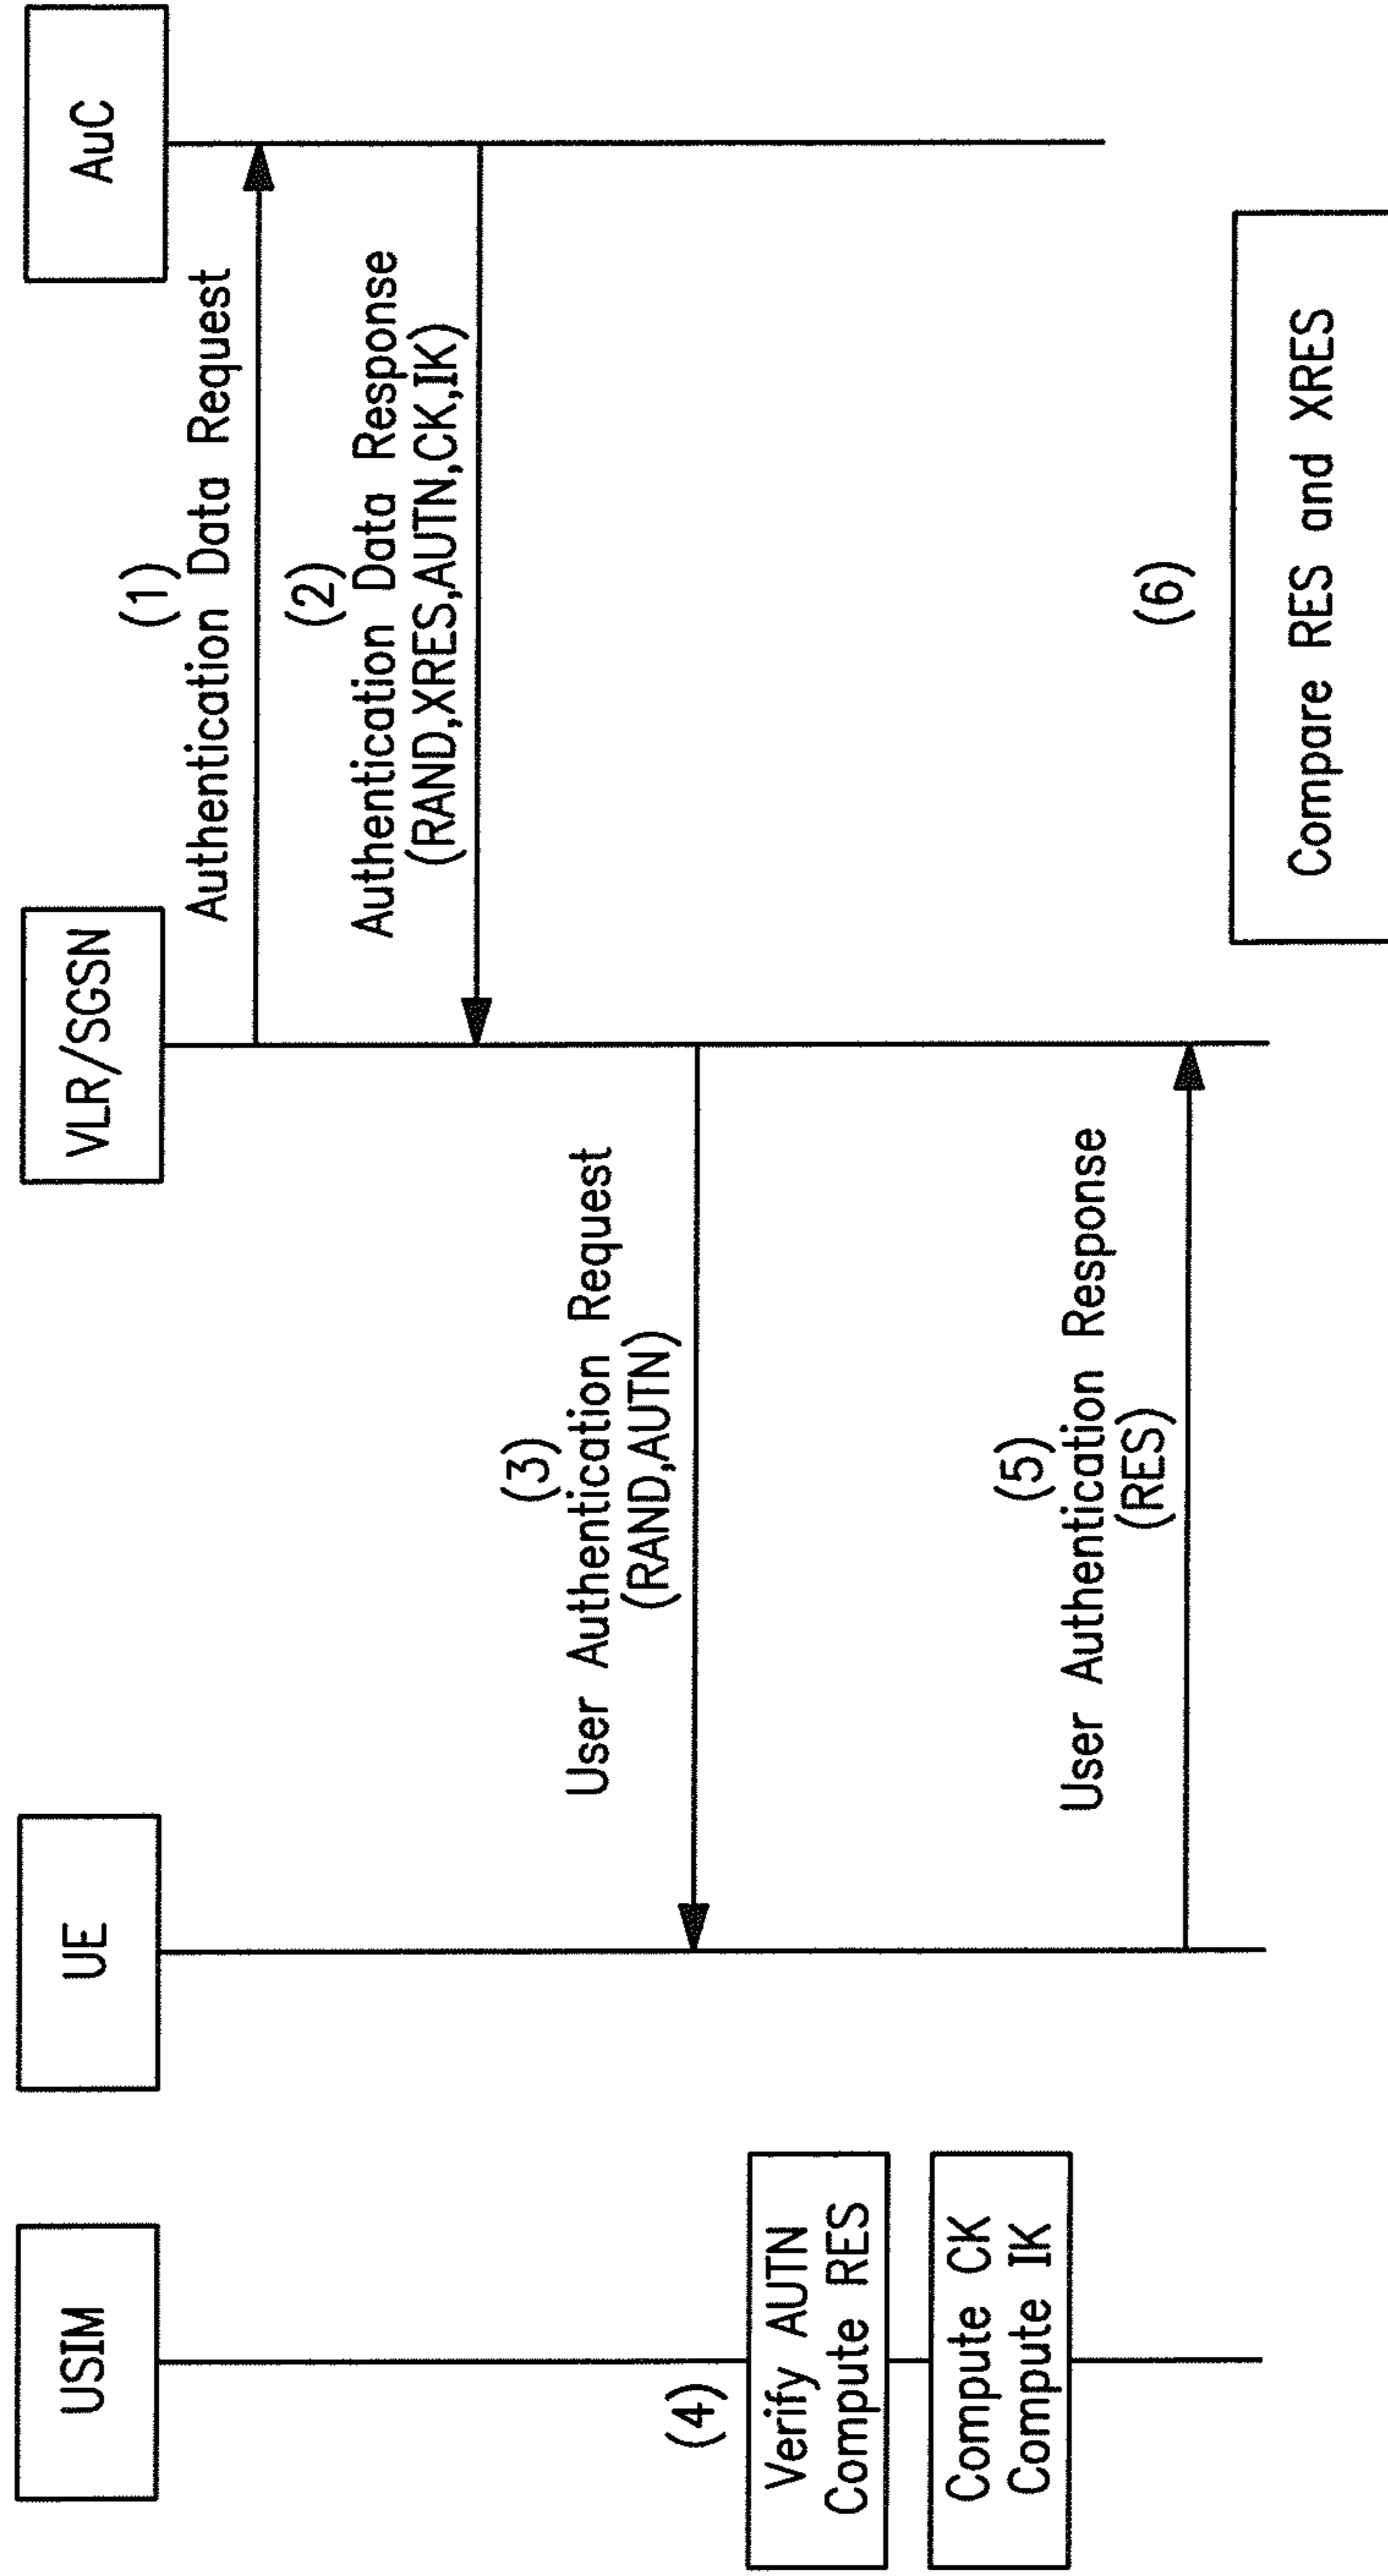 USIM
UE
VLR/SGSN
AuC
(1)
Authentication Data Request
(2)
Authentication Data Response
(RAND,XRES,AUTN,CK,IK)
(3)
User Authentication Request
(RAND,AUTN)
(4)
Verify AUTN
Compute RES
Compute CK
Compute IK
(5)
User Authentication Response
(RES)
(6)
Compare RES and XRES